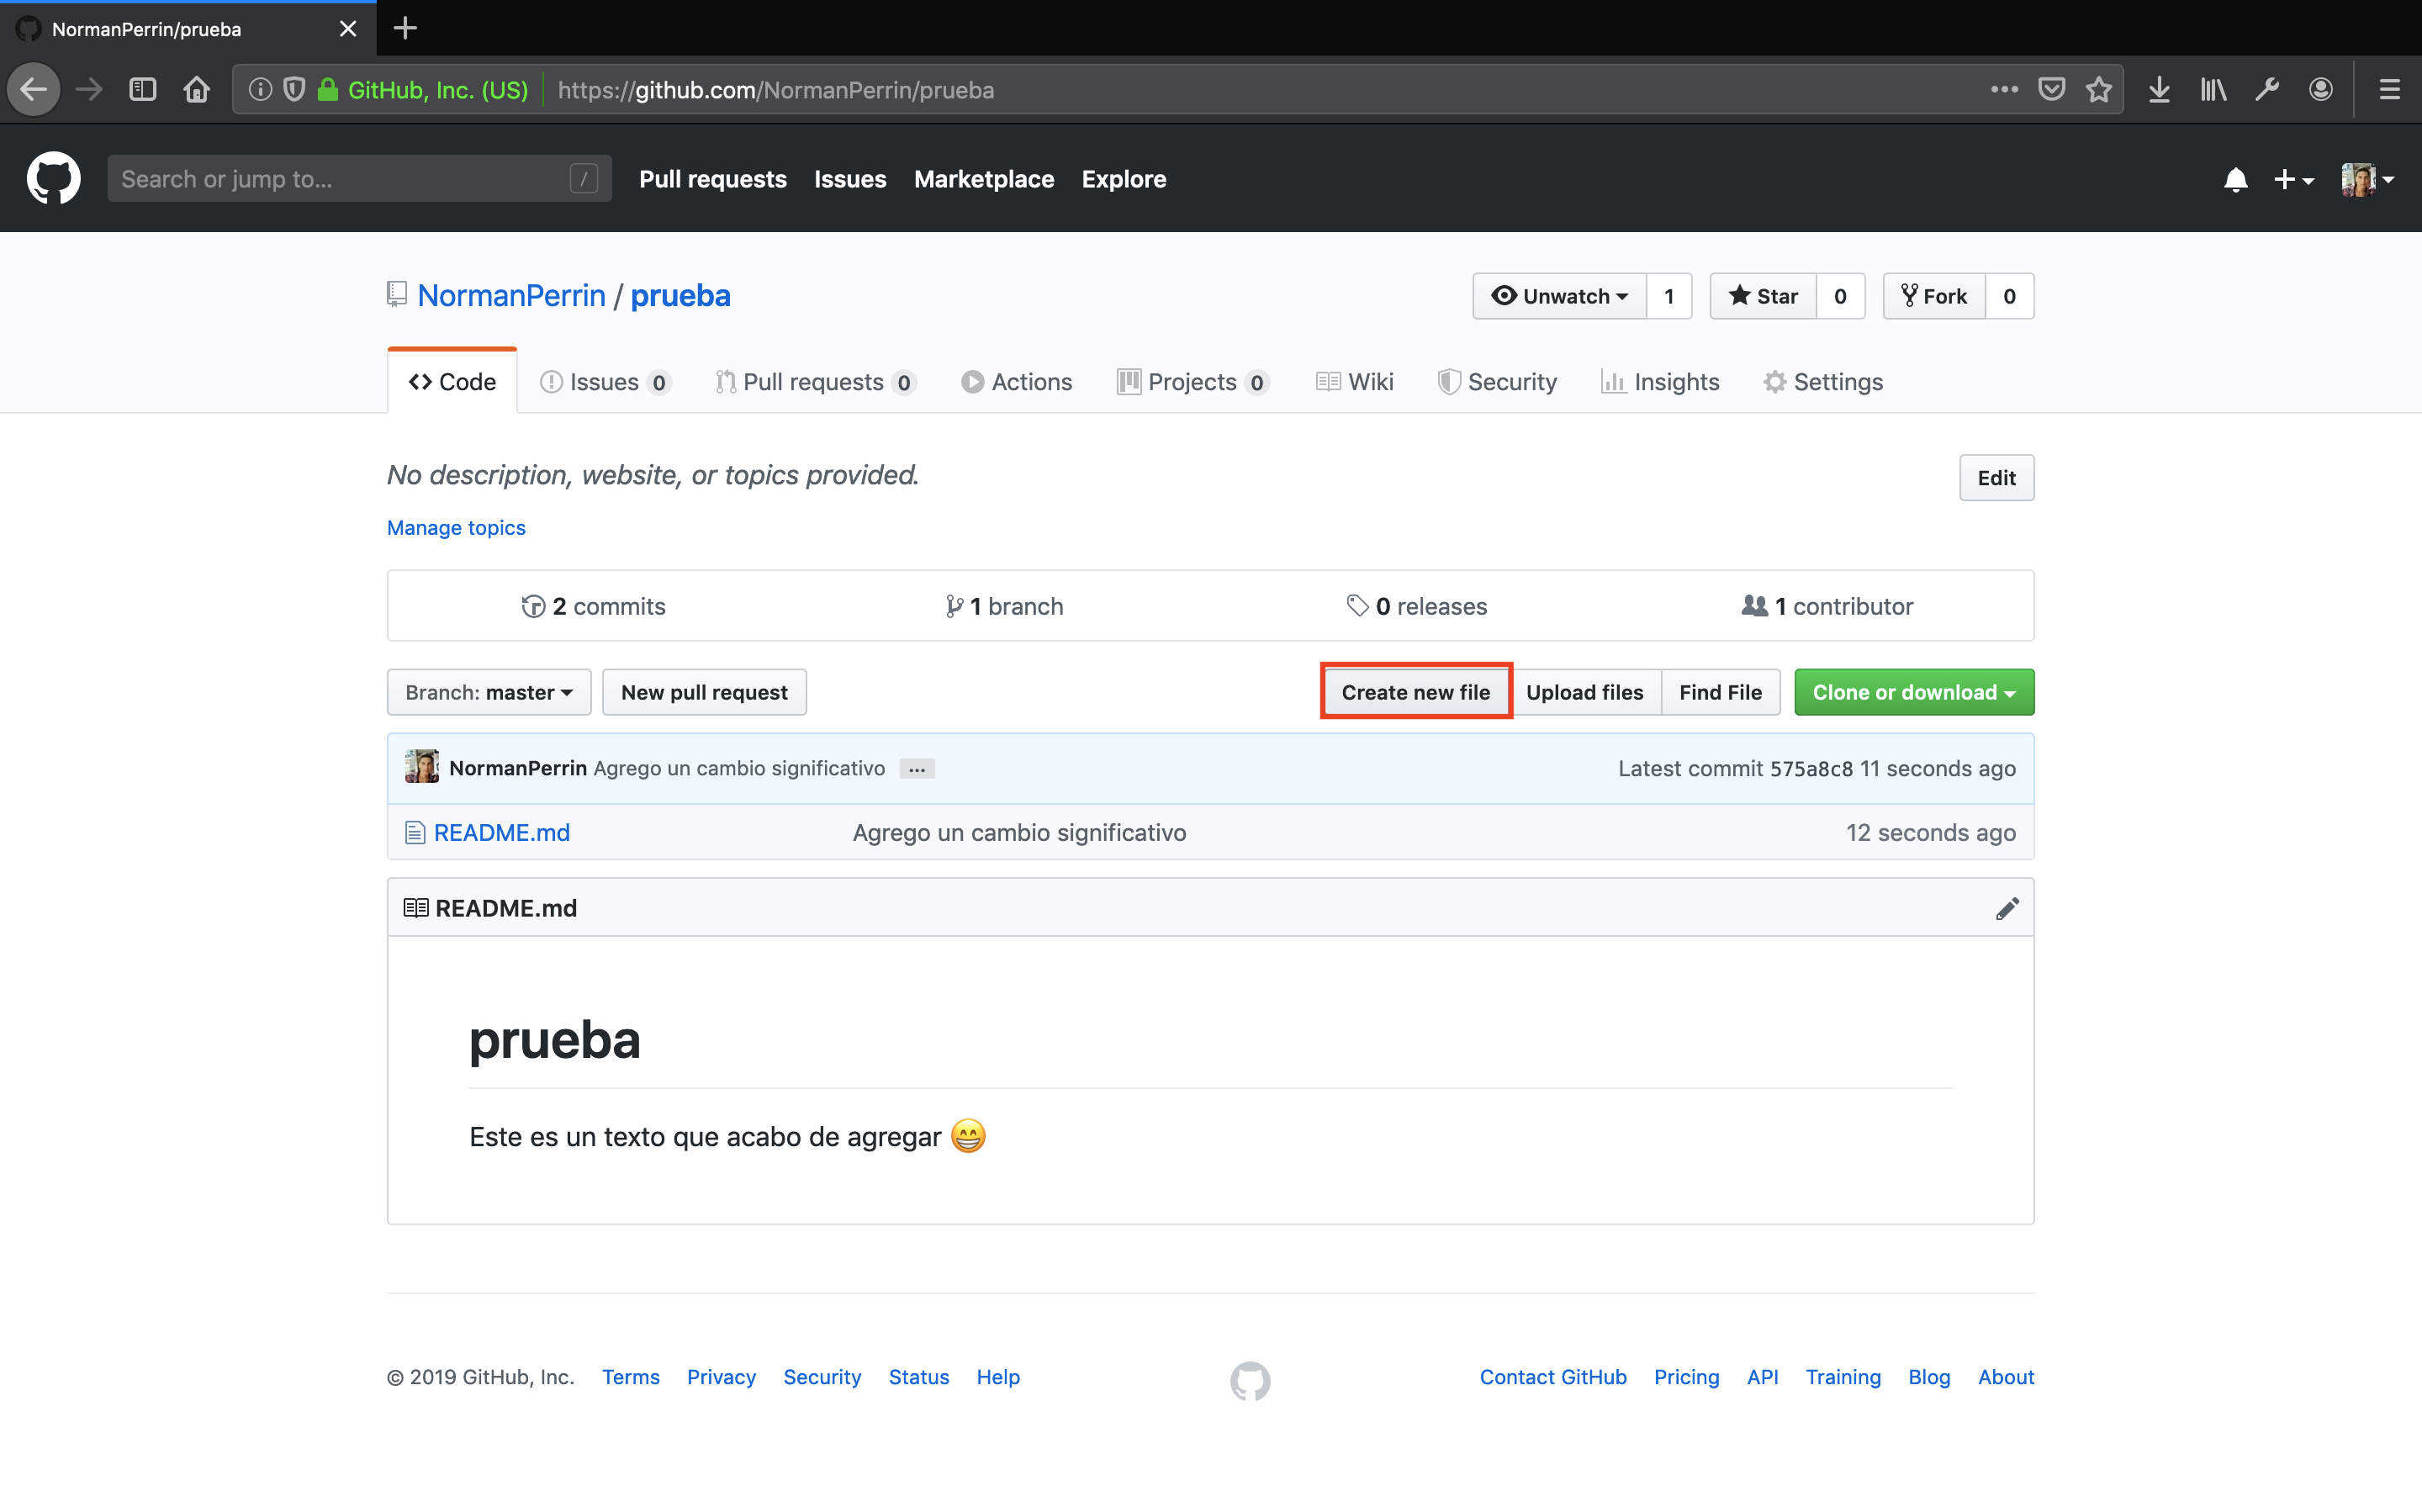 NormanPerrin/prueba
GitHub, Inc. (US) https://github.com/NormanPerrin/prueba
Search or jump to... / Pull requests Issues Marketplace Explore
NormanPerrin / prueba Unwatch 1 Star 0 Fork 0
Code Issues 0 Pull requests 0 Actions Projects 0 Wiki Security Insights Settings
No description, website, or topics provided. Edit
Manage topics
2 commits 1 branch 0 releases 1 contributor
Branch: master New pull request Create new file Upload files Find File Clone or download
NormanPerrin Agrego un cambio significativo ... Latest commit 575a8c8 11 seconds ago
README.md Agrego un cambio significativo 12 seconds ago
README.md
prueba
Este es un texto que acabo de agregar 😁
© 2019 GitHub, Inc. Terms Privacy Security Status Help Contact GitHub Pricing API Training Blog About